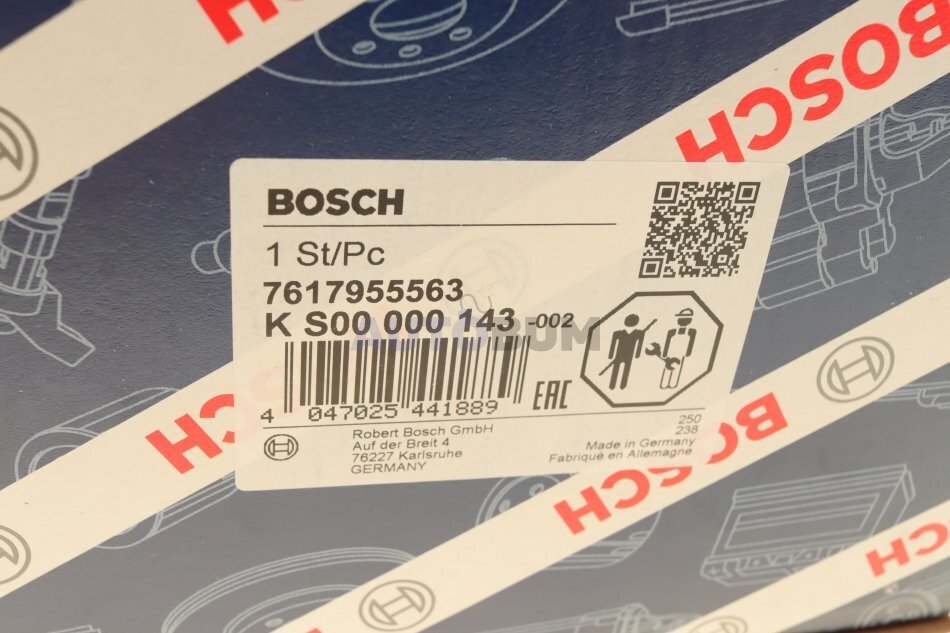 BOSCH
BOSCH
1 St/Pc
7617955563
K S00 000 143 -002
AUTOBUM
4 047025 441889
EAC
Robert Bosch GmbH
Auf der Breit 4
76227 Karlsruhe
GERMANY
250
238
Made in Germany
Fabriqué en Allemagne
BOSCH
BOSCH
BOSCH